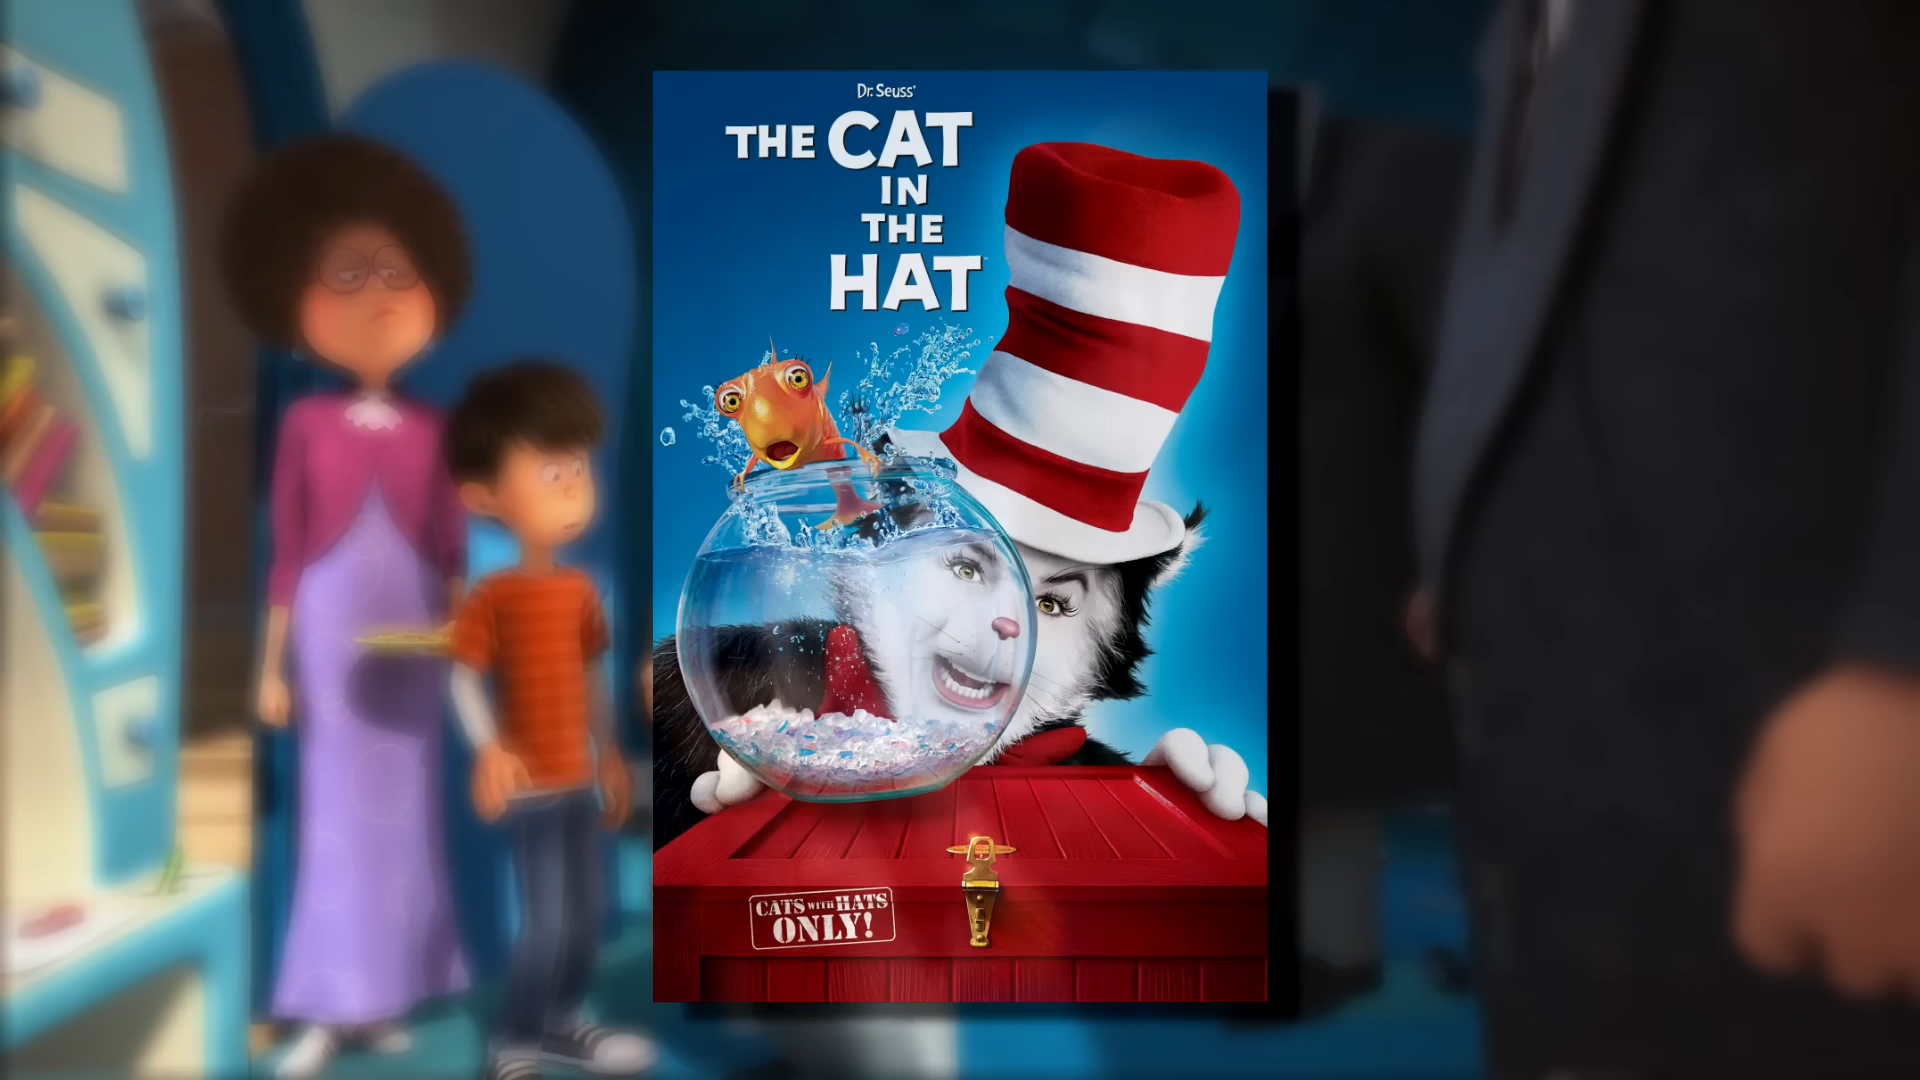 Dr. Seuss'
THE CAT
IN
THE
HAT
CATS WITH HATS
ONLY!